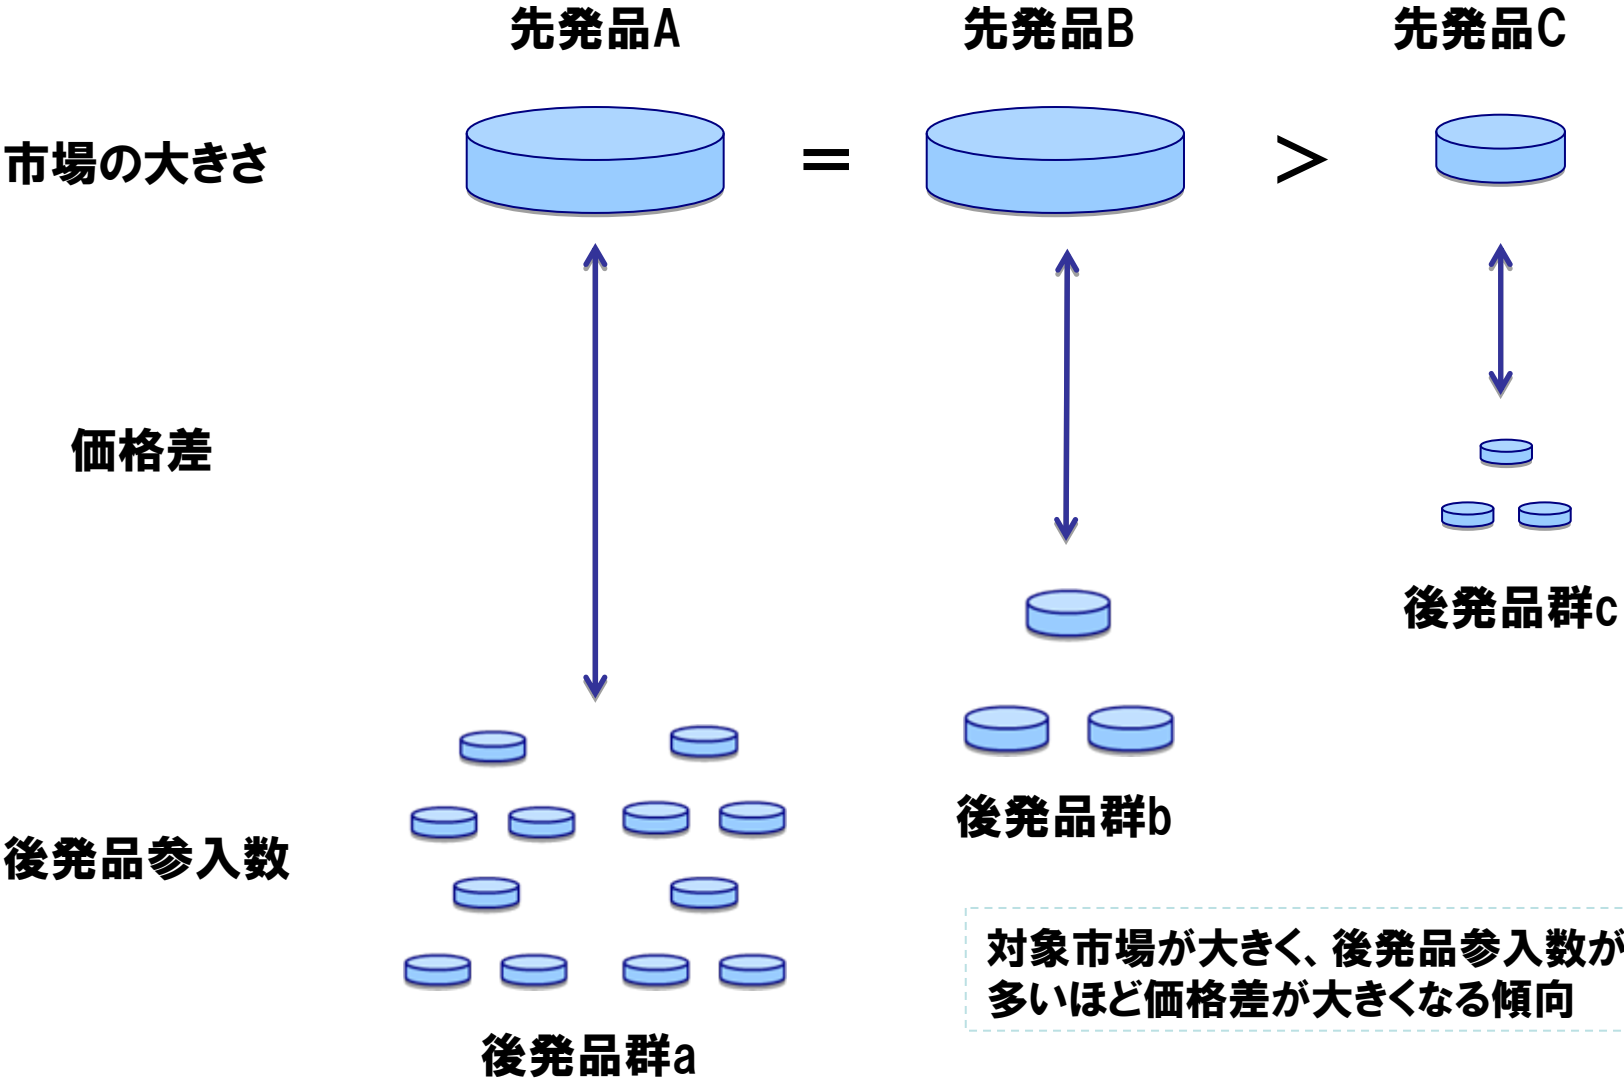 先発品A
先発品B
先発品C
市場の大きさ
=
>
価格差
後発品群c
後発品群b
後発品参入数
対象市場が大きく、後発品参入数が
多いほど価格差が大きくなる傾向
後発品群a